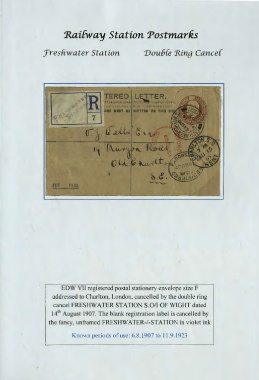 Railway Station Postmarks
Freshwater Station Double Ring Cancel
TERED LETTER.
R
7
Old Charlton
S.E.
EDW VII registered postal stationery envelope size F
addressed to Charlton, London, cancelled by the double ring
cancel FRESHWATER STATION S.O/I OF WIGHT dated
14th August 1907. The blank registration label is cancelled by
the fancy, unframed FRESHWATER-~-STATION in violet ink
Known periods of use: 6.8.1907 to 11.9.1923